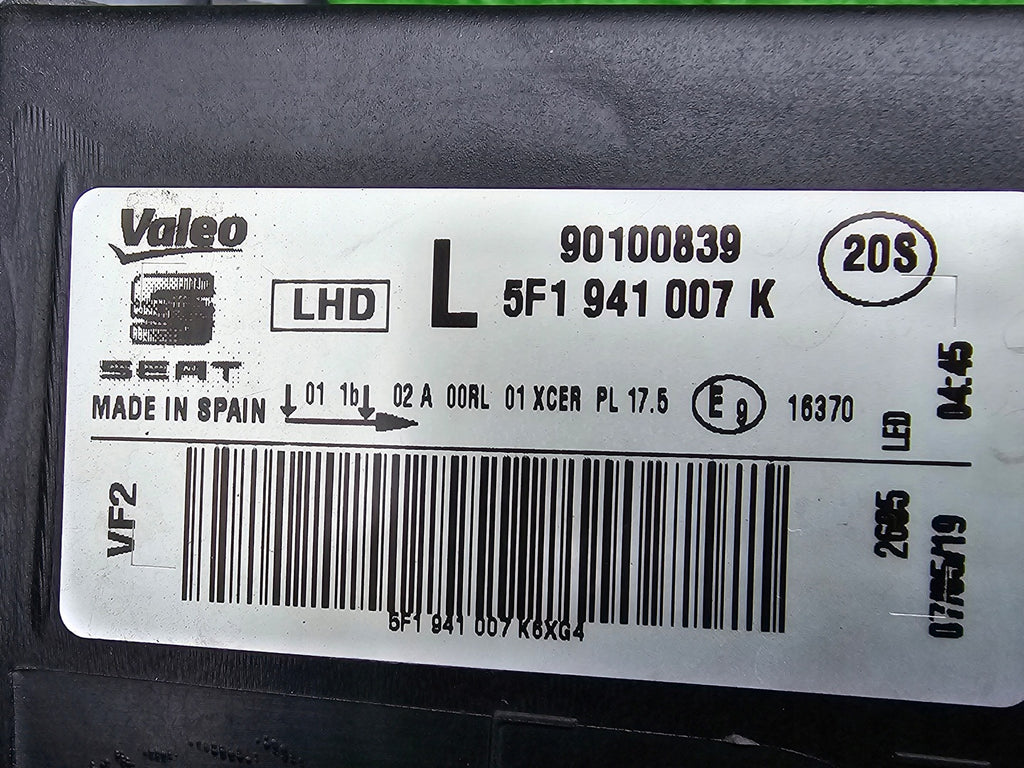 Valeo
SEAT
MADE IN SPAIN
LHD
L
90100839
5F1 941 007 K
20S
01 1b 02 A 00RL 01 XCER PL 17.5 E9 16370
LED
04:45
VF2
5F1 941 007 K6XG4